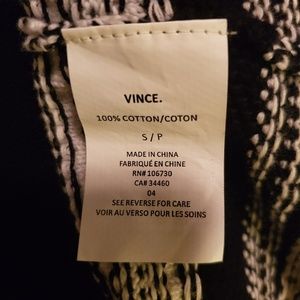 VINCE.
100% COTTON/COTON
S / P
MADE IN CHINA
FABRIQUÉ EN CHINE
RN# 106730
CA# 34460
04
SEE REVERSE FOR CARE
VOIR AU VERSO POUR LES SOINS